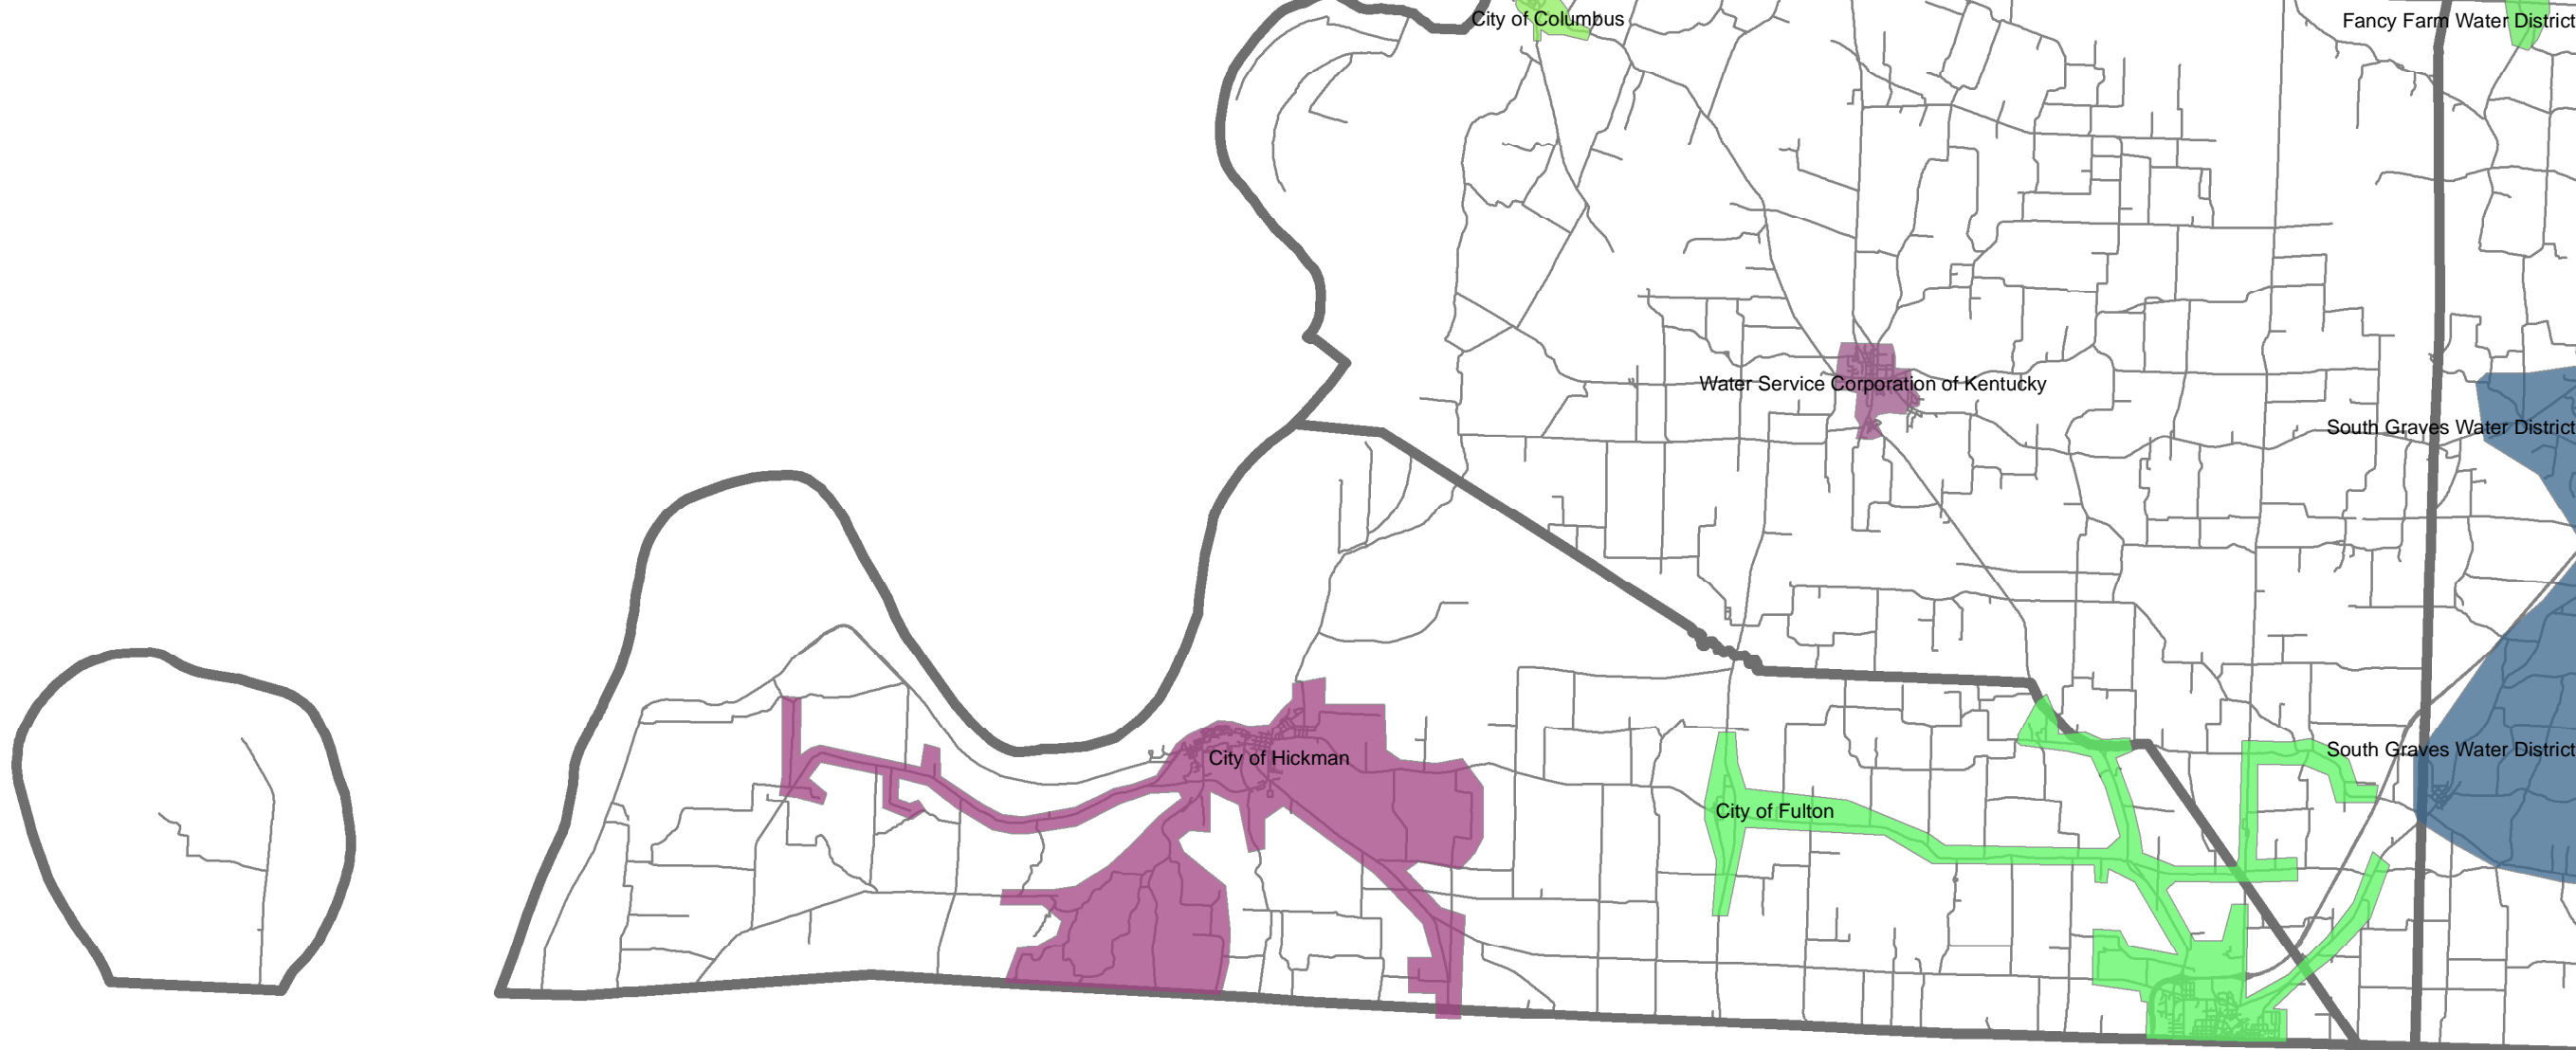 City of Columbus
Fancy Farm Water District
Water Service Corporation of Kentucky
South Graves Water District
South Graves Water District
City of Hickman
City of Fulton